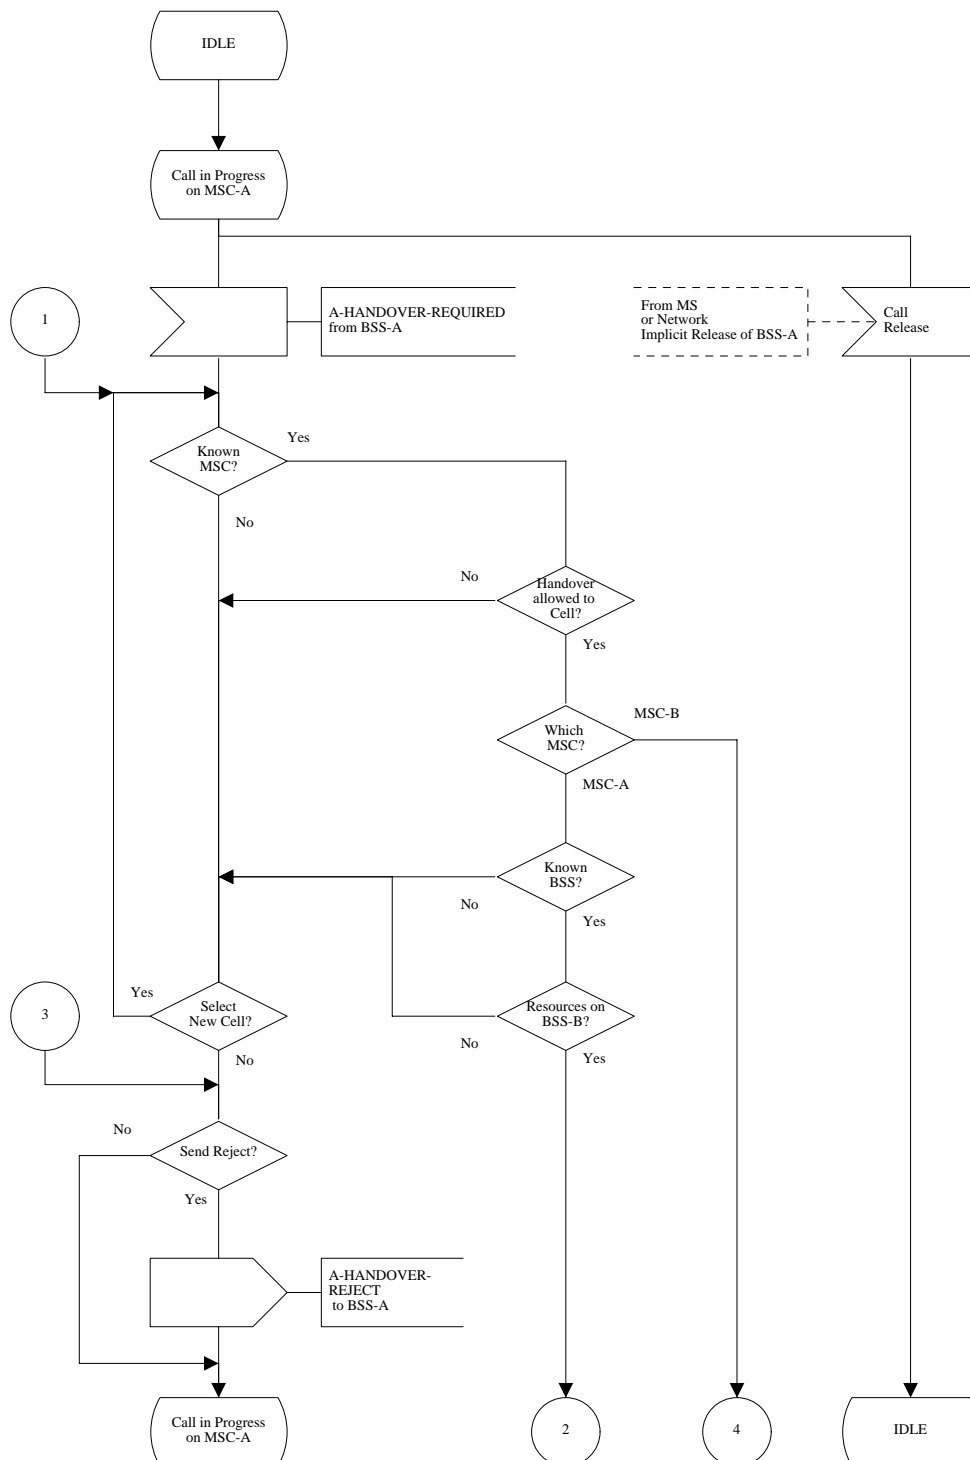 IDLE
Call in Progress
on MSC-A
1
A-HANDOVER-REQUIRED
from BSS-A
From MS
or Network
Implicit Release of BSS-A
Call
Release
Known
MSC?
Yes
No
No
Handover
allowed to
Cell?
Yes
Which
MSC?
MSC-B
MSC-A
Known
BSS?
No
Yes
3
Yes
Select
New Cell?
No
Resources on
BSS-B?
No
Yes
No
Send Reject?
Yes
A-HANDOVER-
REJECT
to BSS-A
Call in Progress
on MSC-A
2
4
IDLE